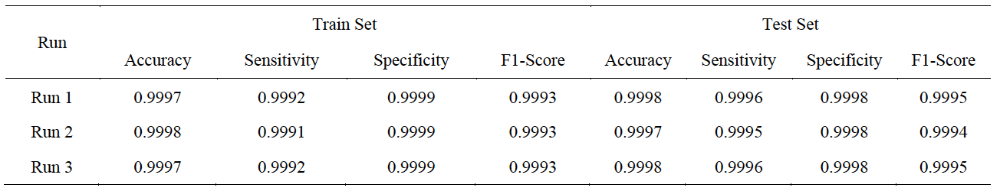 Train Set Test Set
Run
Accuracy Sensitivity Specificity F1-Score Accuracy Sensitivity Specificity F1-Score
Run 1 0.9997 0.9992 0.9999 0.9993 0.9998 0.9996 0.9998 0.9995
Run 2 0.9998 0.9991 0.9999 0.9993 0.9997 0.9995 0.9998 0.9994
Run 3 0.9997 0.9992 0.9999 0.9993 0.9998 0.9996 0.9998 0.9995